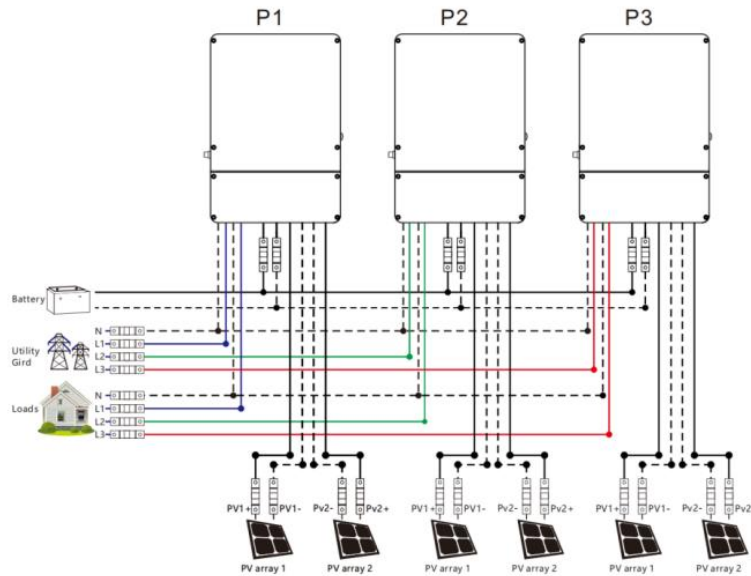 P1 P2 P3
Battery
N
L1
Utility
Gird
L2
L3
N
Loads
L1
L2
L3
PV1+ PV1- Pv2- Pv2+ PV1+ PV1- Pv2- Pv2+ PV1+ PV1- Pv2- Pv2
PV array 1 PV array 2 PV array 1 PV array 2 PV array 1 PV array 2